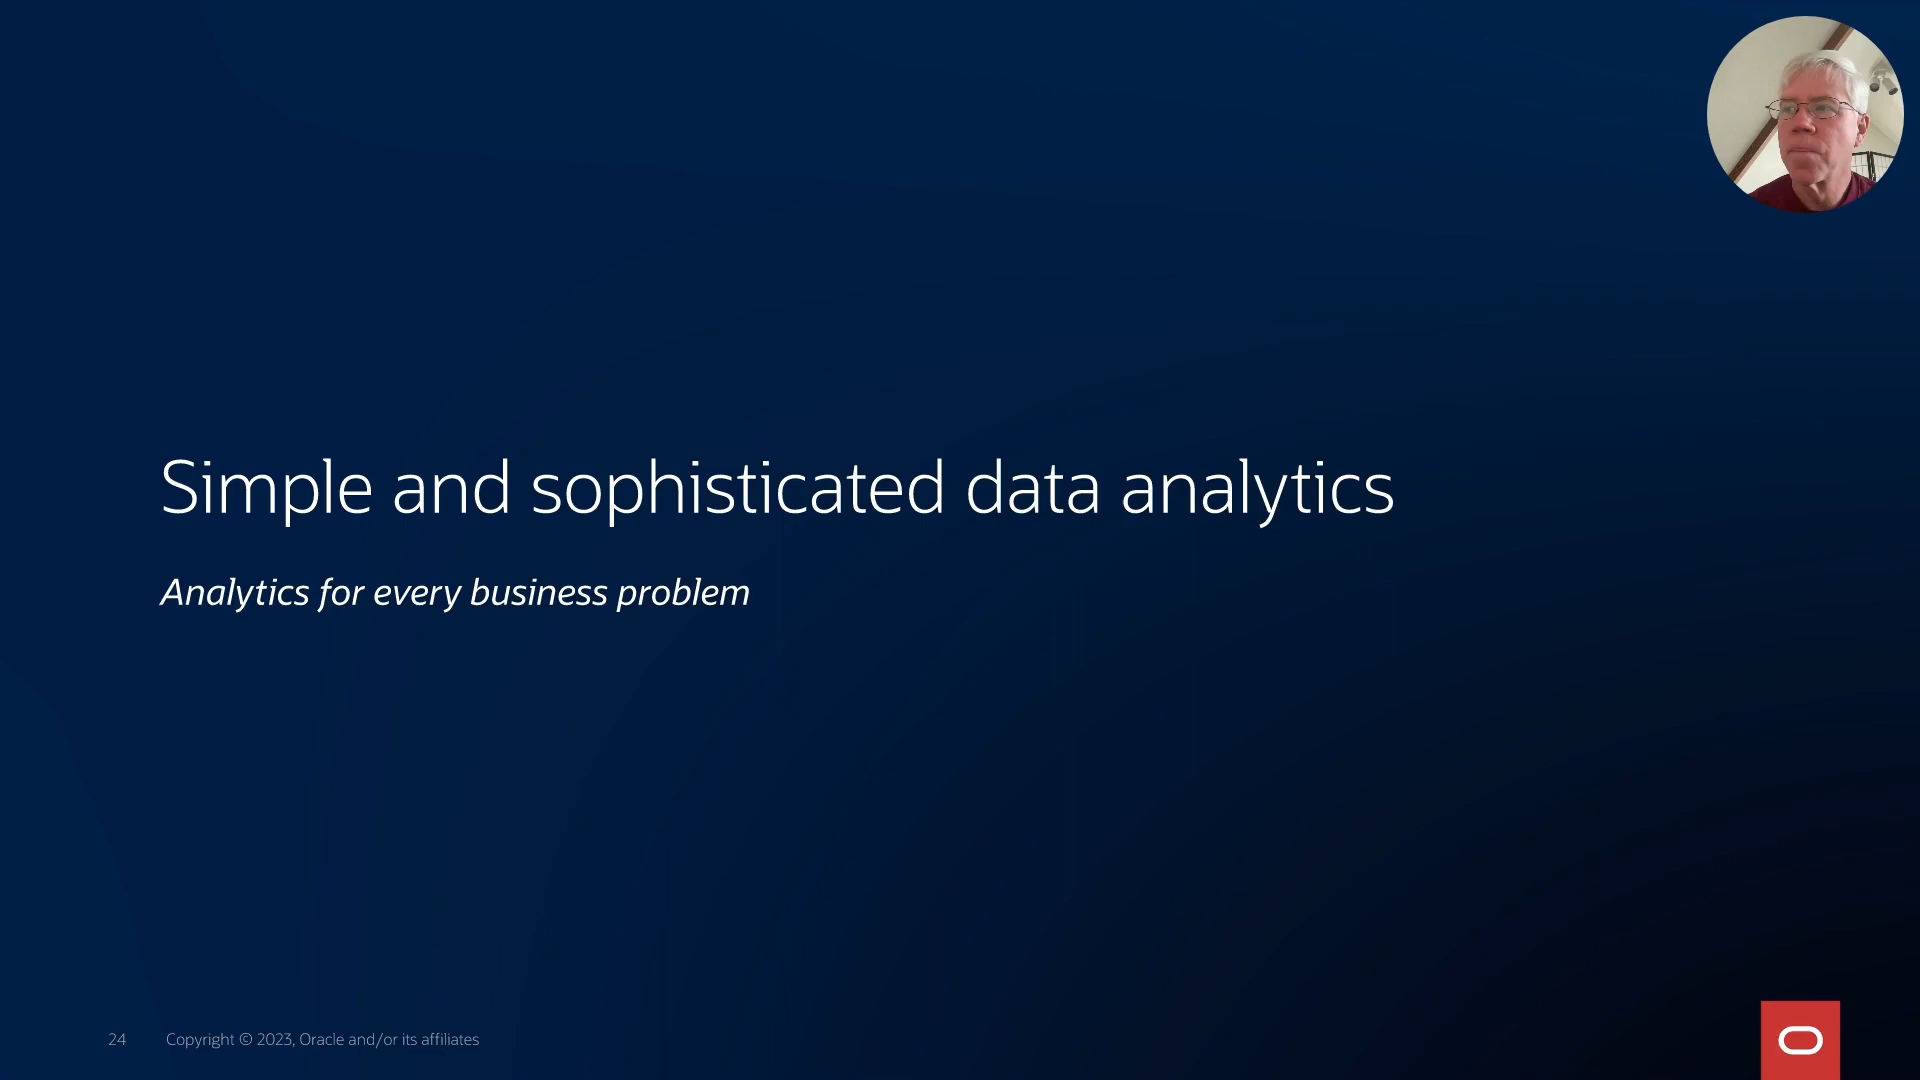 Simple and sophisticated data analytics
Analytics for every business problem
24 Copyright © 2023, Oracle and/or its affiliates